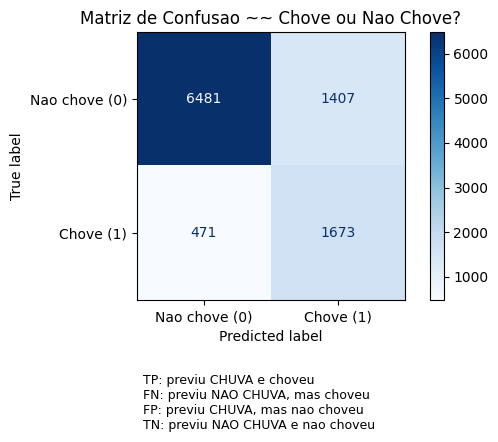 Matriz de Confusao ~~ Chove ou Nao Chove?
True label
Nao chove (0)
6481
1407
Chove (1)
471
1673
Nao chove (0)
Chove (1)
Predicted label
6000
5000
4000
3000
2000
1000
TP: previu CHUVA e choveu
FN: previu NAO CHUVA, mas choveu
FP: previu CHUVA, mas nao choveu
TN: previu NAO CHUVA e nao choveu